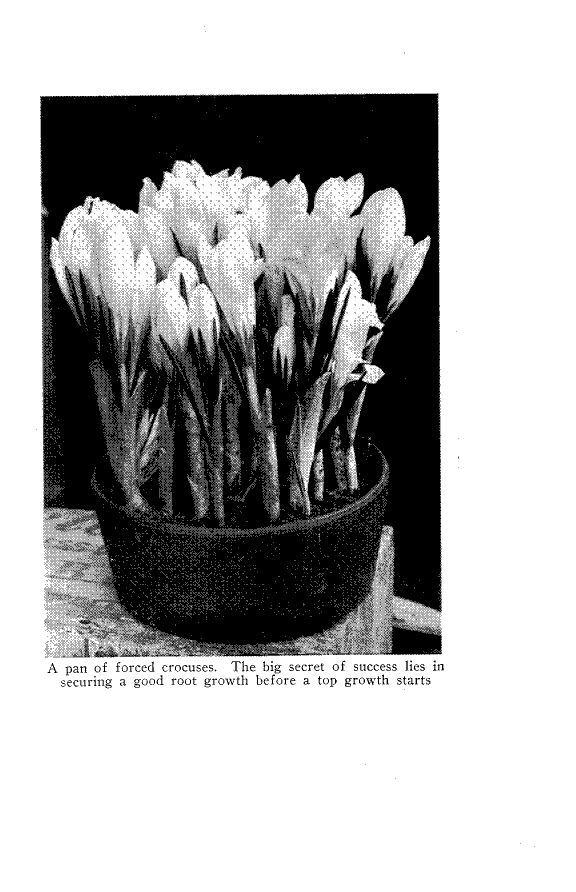 A pan of forced crocuses. The big secret of success lies in
securing a good root growth before a top growth starts